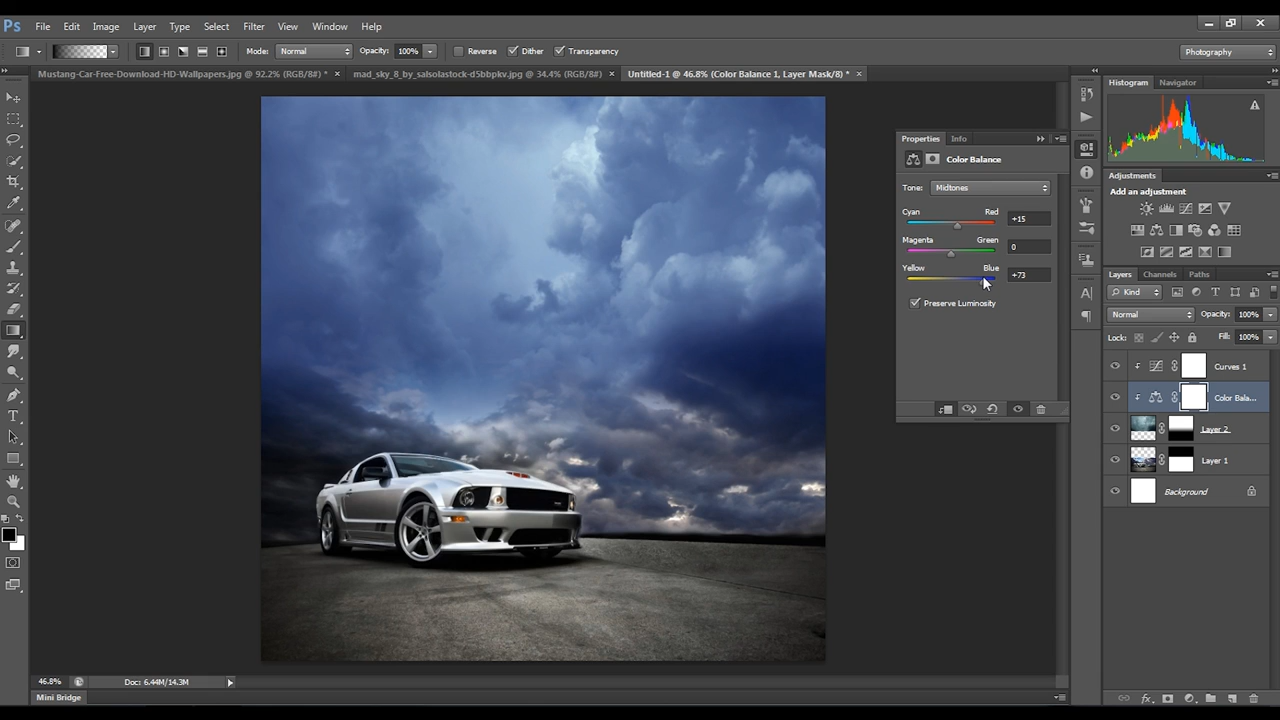 Ps File Edit Image Layer Type Select Filter View Window Help
Mode: Normal Opacity: 100% Reverse Dither Transparency Photography
Mustang-Car-Free-Download-HD-Wallpapers.jpg @ 92.2% (RGB/8#) * × mad_sky_8_by_salsolastock-d5bbpkv.jpg @ 34.4% (RGB/8#) × Untitled-1 @ 46.8% (Color Balance 1, Layer Mask/8) * ×
Histogram Navigator
Properties Info
Color Balance
Tone: Midtones
Cyan Red +15
Magenta Green 0
Yellow Blue +73
Preserve Luminosity
Adjustments
Add an adjustment
Layers Channels Paths
Kind
Normal Opacity: 100%
Lock: Fill: 100%
Curves 1
Color Bala...
Layer 2
Layer 1
Background
A
T
46.8% Doc: 6.44M/14.3M
Mini Bridge